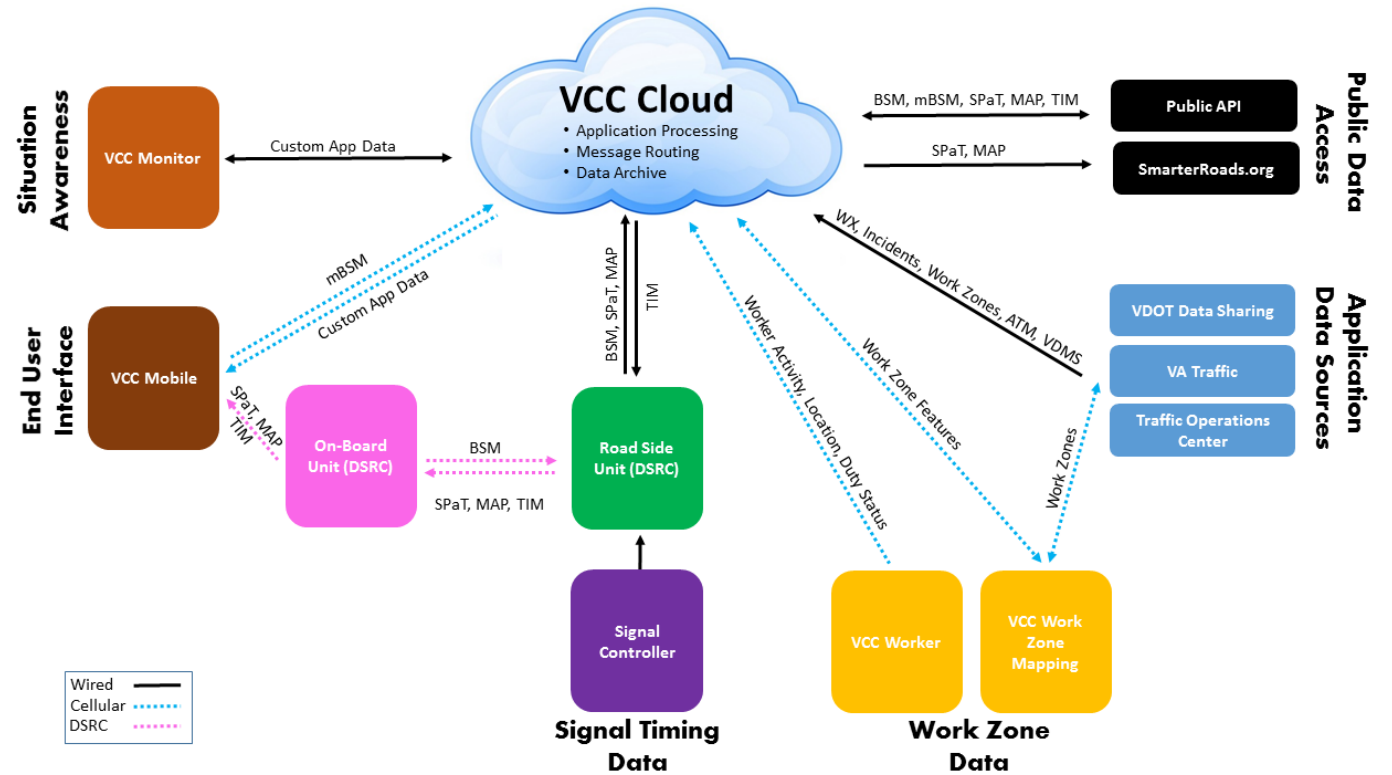 Situation
Awareness
VCC Monitor
Custom App Data
VCC Cloud
• Application Processing
• Message Routing
• Data Archive
BSM, mBSM, SPaT, MAP, TIM
Public API
SPaT, MAP
SmarterRoads.org
Public Data
Access
End User
Interface
VCC Mobile
mBSM
Custom App Data
SPaT, MAP
TIM
On-Board
Unit (DSRC)
BSM
SPaT, MAP, TIM
BSM, SPaT, MAP
TIM
Road Side
Unit (DSRC)
Signal
Controller
Signal Timing
Data
Worker Activity, Location, Duty Status
Work Zone Features
WX, Incidents, Work Zones, ATM, VDMS
Work Zones
VDOT Data Sharing
VA Traffic
Traffic Operations
Center
Application
Data Sources
VCC Worker
VCC Work
Zone
Mapping
Work Zone
Data
Wired
Cellular
DSRC